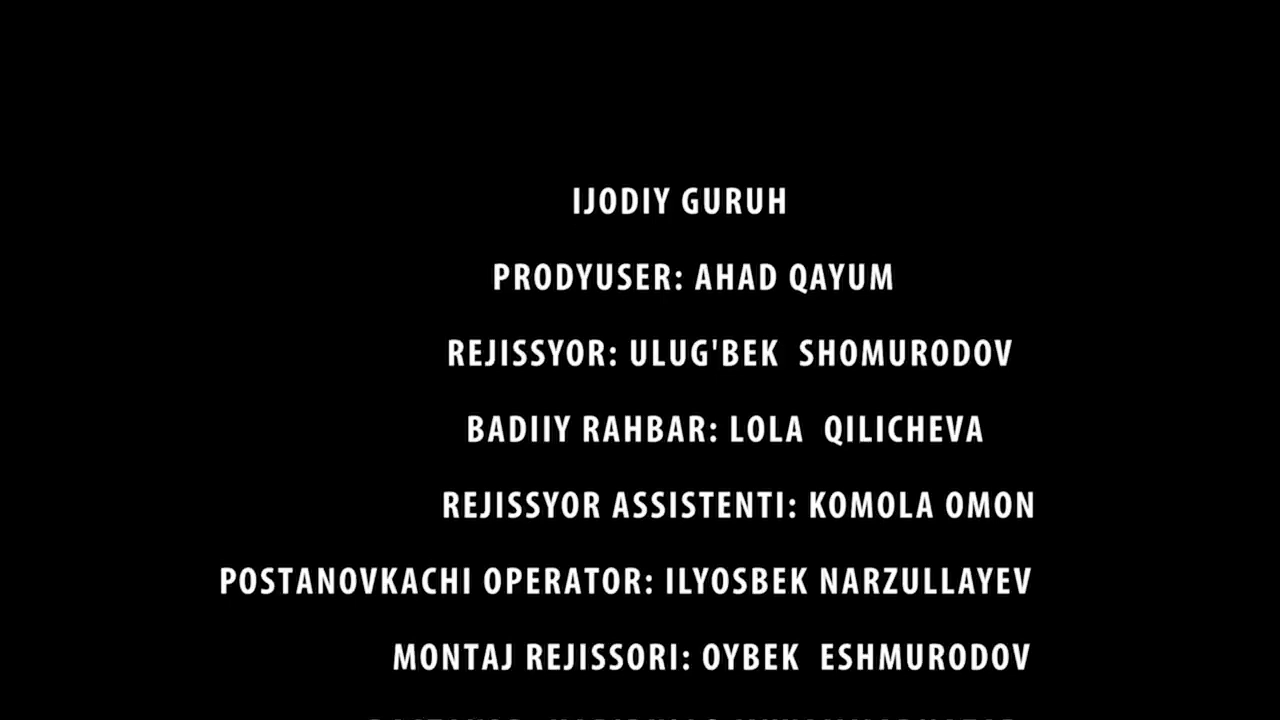 IJODIY GURUH
PRODYUSER: AHAD QAYUM
REJISSYOR: ULUG'BEK SHOMURODOV
BADIIY RAHBAR: LOLA QILICHEVA
REJISSYOR ASSISTENTI: KOMOLA OMON
POSTANOVKACHI OPERATOR: ILYOSBEK NARZULLAYEV
MONTAJ REJISSORI: OYBEK ESHMURODOV